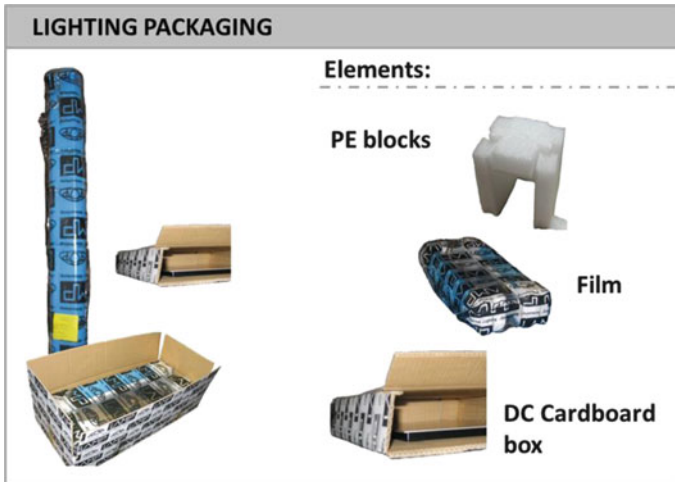 LIGHTING PACKAGING
Elements:
PE blocks
Film
DC Cardboard
box